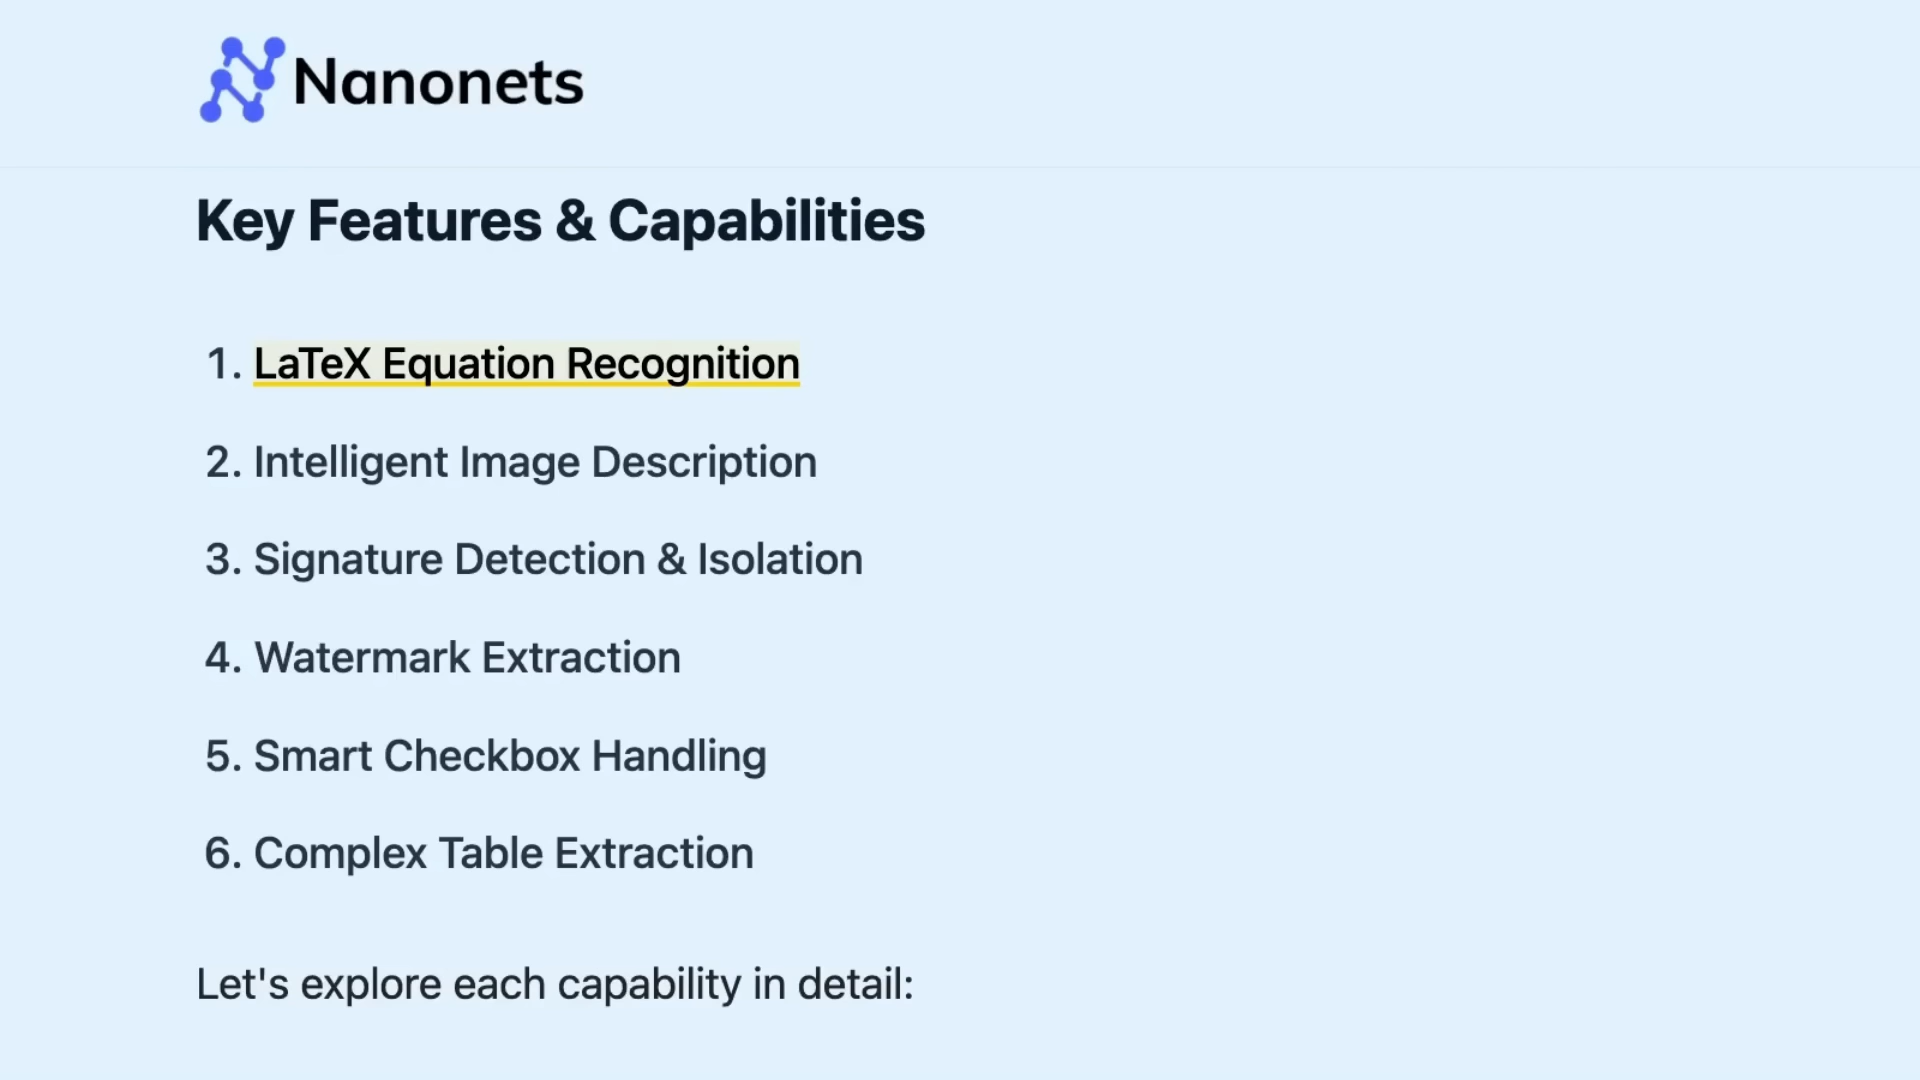 Nanonets
Key Features & Capabilities
1. LaTeX Equation Recognition
2. Intelligent Image Description
3. Signature Detection & Isolation
4. Watermark Extraction
5. Smart Checkbox Handling
6. Complex Table Extraction
Let's explore each capability in detail: